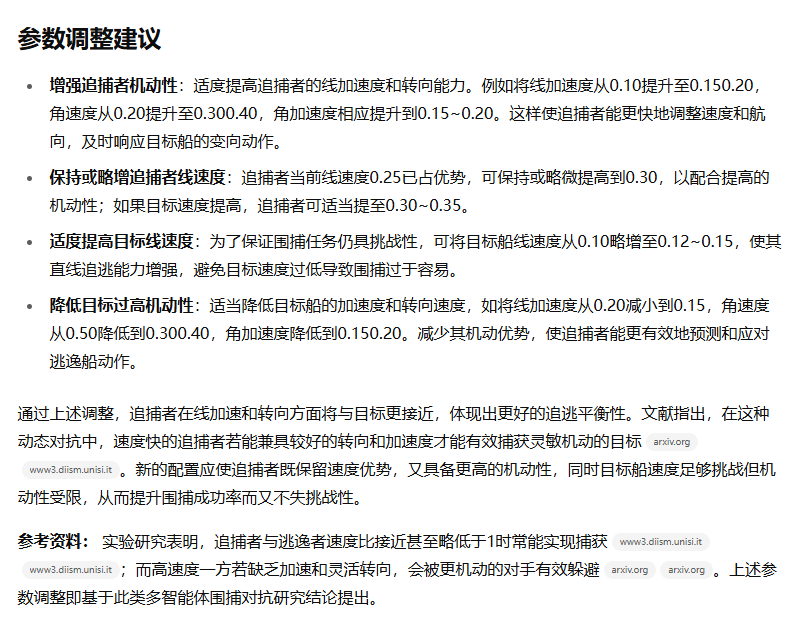 参数调整建议
增强追捕者机动性：适度提高追捕者的线加速度和转向能力。例如将线加速度从0.10提升至0.150.20，
角速度从0.20提升至0.300.40，角加速度相应提升到0.15~0.20。这样使追捕者能更快地调整速度和航
向，及时响应目标船的变向动作。
保持或略增追捕者线速度：追捕者当前线速度0.25已占优势，可保持或略微提高到0.30，以配合提高的
机动性；如果目标速度提高，追捕者可适当提至0.30~0.35。
适度提高目标线速度：为了保证围捕任务仍具挑战性，可将目标船线速度从0.10略增至0.12~0.15，使其
直线追逃能力增强，避免目标速度过低导致围捕过于容易。
降低目标过高机动性：适当降低目标船的加速度和转向速度，如将线加速度从0.20减小到0.15，角速度
从0.50降低到0.300.40，角加速度降低到0.150.20。减少其机动优势，使追捕者能更有效地预测和应对
逃逸船动作。
通过上述调整，追捕者在线加速和转向方面将与目标更接近，体现出更好的追逃平衡性。文献指出，在这种
动态对抗中，速度快的追捕者若能兼具较好的转向和加速度才能有效捕获灵敏机动的目标 arxiv.org
www3.diism.unisi.it 。新的配置应使追捕者既保留速度优势，又具备更高的机动性，同时目标船速度足够挑战但机
动性受限，从而提升围捕成功率而又不失挑战性。
参考资料： 实验研究表明，追捕者与逃逸者速度比接近甚至略低于1时常能实现捕获 www3.diism.unisi.it
www3.diism.unisi.it ；而高速度一方若缺乏加速和灵活转向，会被更机动的对手有效躲避 arxiv.org arxiv.org 。上述参
数调整即基于此类多智能体围捕对抗研究结论提出。